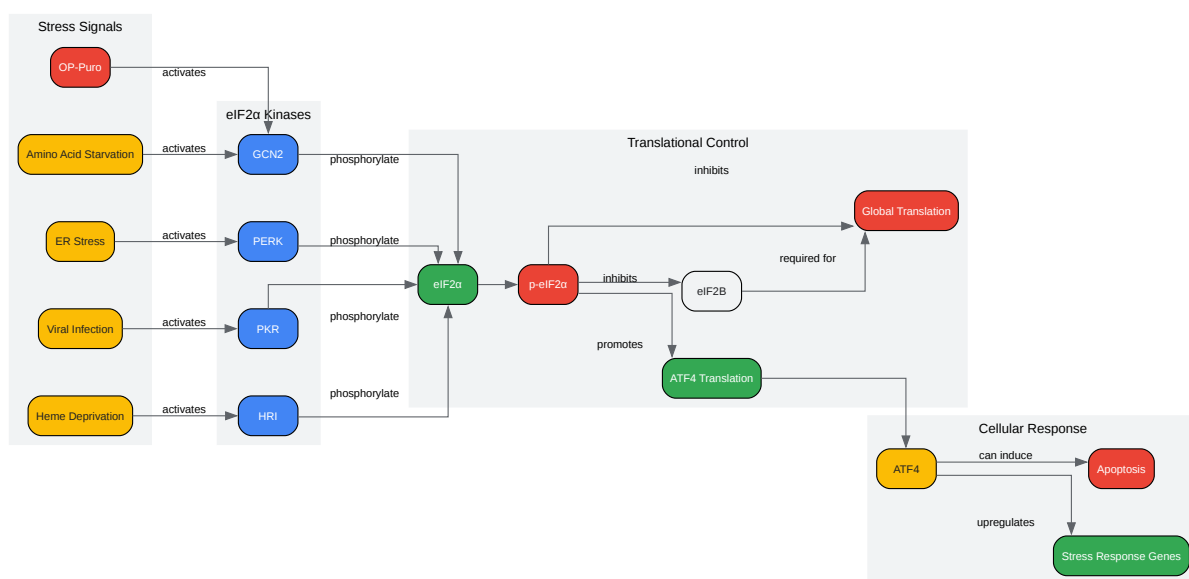 Stress Signals
OP-Puro
activates
eIF2α Kinases
Amino Acid Starvation
activates
GCN2
phosphorylate
Translational Control
inhibits
Global Translation
ER Stress
activates
PERK
phosphorylate
required for
eIF2α
p-eIF2α
inhibits
eIF2B
Viral Infection
activates
PKR
phosphorylate
promotes
ATF4 Translation
Heme Deprivation
activates
HRI
phosphorylate
Cellular Response
ATF4
can induce
Apoptosis
upregulates
Stress Response Genes